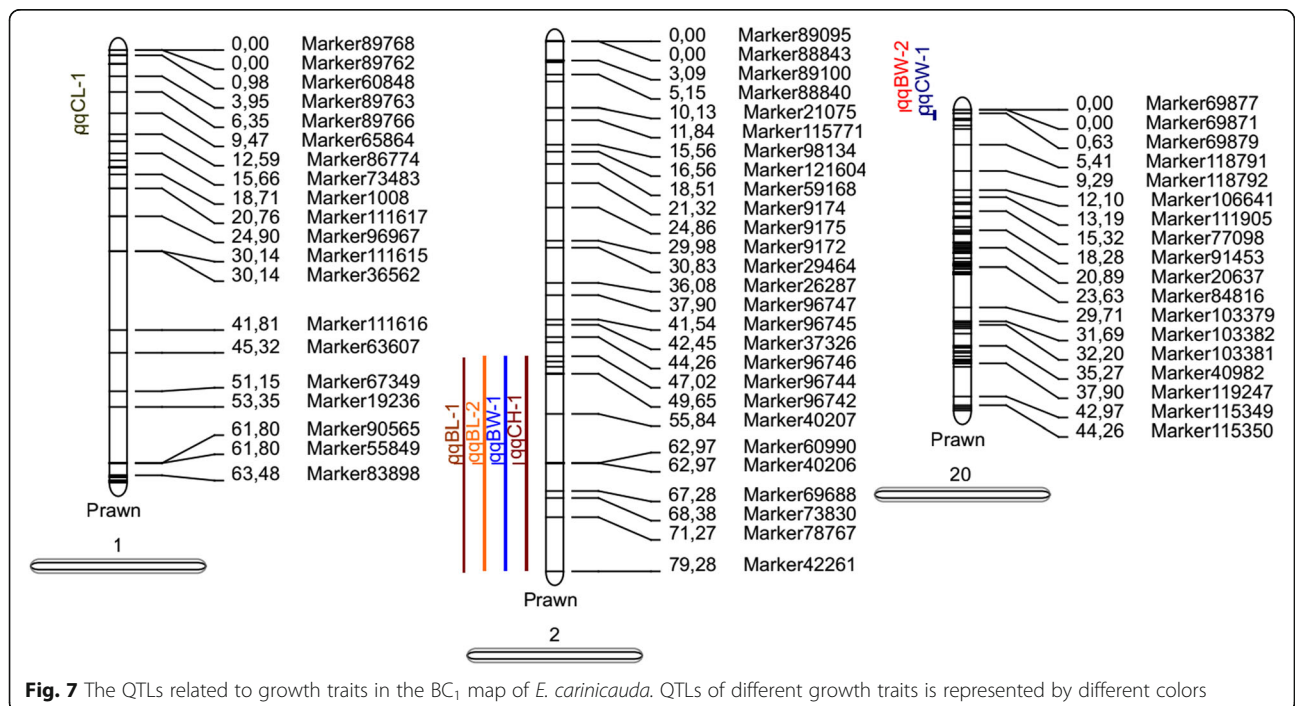 qqCL-1
0,00 Marker89768
0,00 Marker89762
0,98 Marker60848
3,95 Marker89763
6,35 Marker89766
9,47 Marker65864
12,59 Marker86774
15,66 Marker73483
18,71 Marker1008
20,76 Marker111617
24,90 Marker96967
30,14 Marker111615
30,14 Marker36562
41,81 Marker111616
45,32 Marker63607
51,15 Marker67349
53,35 Marker19236
61,80 Marker90565
61,80 Marker55849
63,48 Marker83898
Prawn
1
qqBL-1
qqBL-2
qqBW-1
qqCH-1
0,00 Marker89095
0,00 Marker88843
3,09 Marker89100
5,15 Marker88840
10,13 Marker21075
11,84 Marker115771
15,56 Marker98134
16,56 Marker121604
18,51 Marker59168
21,32 Marker9174
24,86 Marker9175
29,98 Marker9172
30,83 Marker29464
36,08 Marker26287
37,90 Marker96747
41,54 Marker96745
42,45 Marker37326
44,26 Marker96746
47,02 Marker96744
49,65 Marker96742
55,84 Marker40207
62,97 Marker60990
62,97 Marker40206
67,28 Marker69688
68,38 Marker73830
71,27 Marker78767
79,28 Marker42261
Prawn
2
qqBW-2
qqCW-1
0,00 Marker69877
0,00 Marker69871
0,63 Marker69879
5,41 Marker118791
9,29 Marker118792
12,10 Marker106641
13,19 Marker111905
15,32 Marker77098
18,28 Marker91453
20,89 Marker20637
23,63 Marker84816
29,71 Marker103379
31,69 Marker103382
32,20 Marker103381
35,27 Marker40982
37,90 Marker119247
42,97 Marker115349
44,26 Marker115350
Prawn
20
Fig. 7 The QTLs related to growth traits in the BC₁ map of E. carinicauda. QTLs of different growth traits is represented by different colors